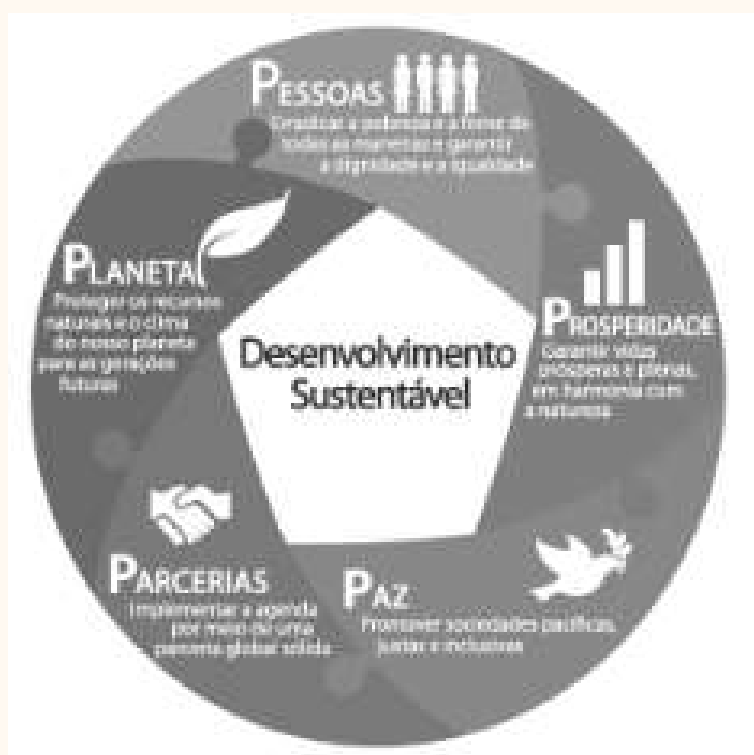 PESSOAS
Erradicar a pobreza e a fome de
todas as maneiras e garantir
a dignidade e a igualdade
PLANETA
Proteger os recursos
naturais e o clima
do nosso planeta
para as gerações
futuras
PROSPERIDADE
Garantir vidas
prósperas e plenas,
em harmonia com
a natureza
Desenvolvimento
Sustentável
PARCERIAS
Implementar a agenda
por meio de uma
parceria global sólida
PAZ
Promover sociedades pacíficas,
justas e inclusivas